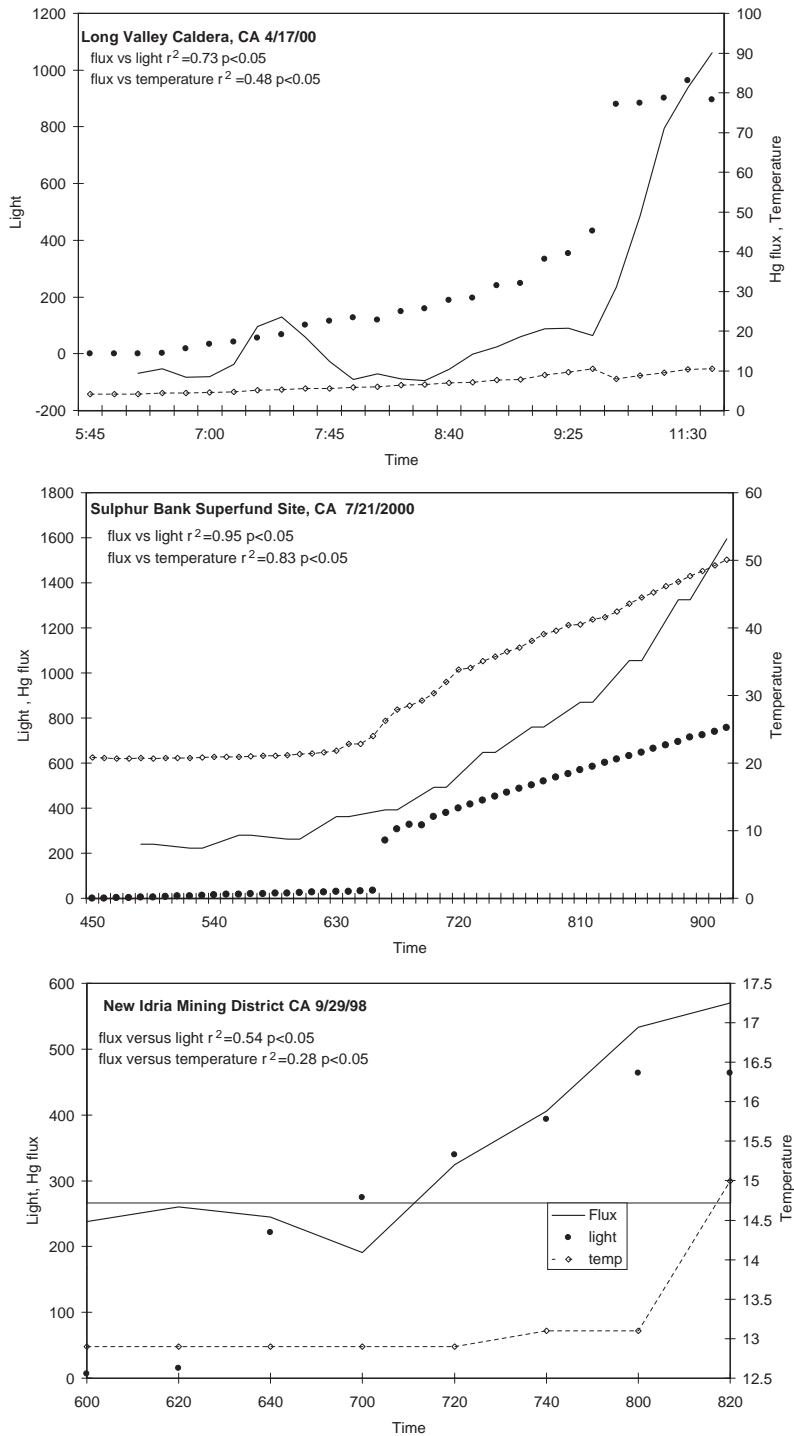 Long Valley Caldera, CA 4/17/00
flux vs light r²=0.73 p<0.05
flux vs temperature r² =0.48 p<0.05
1200
1000
800
600
400
200
0
-200
Light
100
90
80
70
60
50
40
30
20
10
0
Hg flux , Temperature
5:45 7:00 7:45 8:40 9:25 11:30
Time
Sulphur Bank Superfund Site, CA 7/21/2000
flux vs light r²=0.95 p<0.05
flux vs temperature r²=0.83 p<0.05
1800
1600
1400
1200
1000
800
600
400
200
0
Light , Hg flux
60
50
40
30
20
10
0
Temperature
450 540 630 720 810 900
Time
New Idria Mining District CA 9/29/98
flux versus light r²=0.54 p<0.05
flux versus temperature r²=0.28 p<0.05
600
500
400
300
200
100
0
Light, Hg flux
17.5
17
16.5
16
15.5
15
14.5
14
13.5
13
12.5
Temperature
Flux
light
temp
600 620 640 700 720 740 800 820
Time